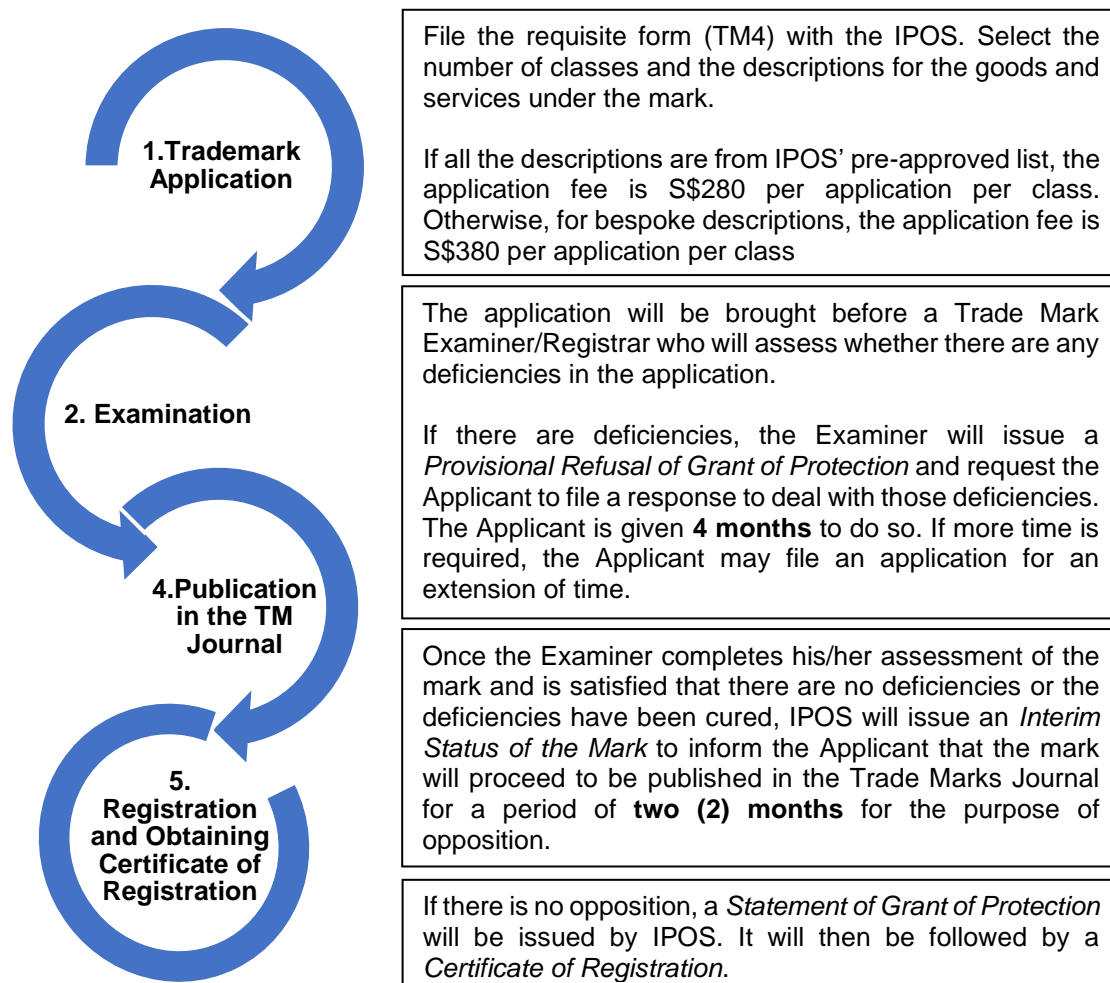 1.Trademark
Application
File the requisite form (TM4) with the IPOS. Select the
number of classes and the descriptions for the goods and
services under the mark.
If all the descriptions are from IPOS’ pre-approved list, the
application fee is S$280 per application per class.
Otherwise, for bespoke descriptions, the application fee is
S$380 per application per class
2. Examination
The application will be brought before a Trade Mark
Examiner/Registrar who will assess whether there are any
deficiencies in the application.
If there are deficiencies, the Examiner will issue a
Provisional Refusal of Grant of Protection and request the
Applicant to file a response to deal with those deficiencies.
The Applicant is given 4 months to do so. If more time is
required, the Applicant may file an application for an
extension of time.
4.Publication
in the TM
Journal
Once the Examiner completes his/her assessment of the
mark and is satisfied that there are no deficiencies or the
deficiencies have been cured, IPOS will issue an Interim
Status of the Mark to inform the Applicant that the mark
will proceed to be published in the Trade Marks Journal
for a period of two (2) months for the purpose of
opposition.
5.
Registration
and Obtaining
Certificate of
Registration
If there is no opposition, a Statement of Grant of Protection
will be issued by IPOS. It will then be followed by a
Certificate of Registration.